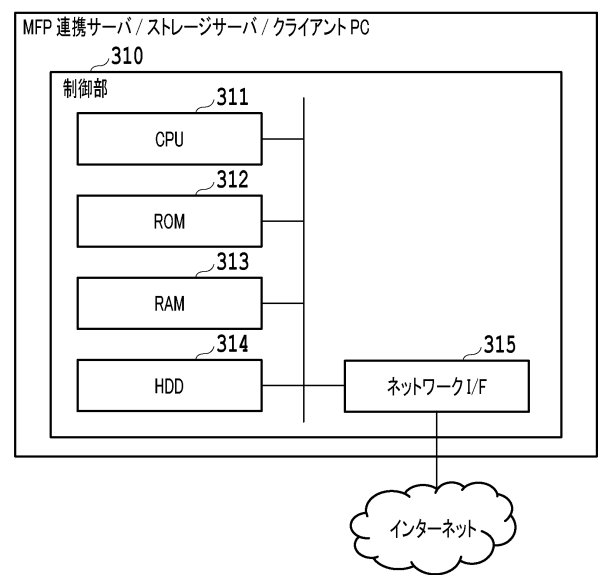 MFP 連携サーバ / ストレージサーバ / クライアント PC
310
制御部
311
CPU
312
ROM
313
RAM
314
HDD
315
ネットワーク I/F
インターネット